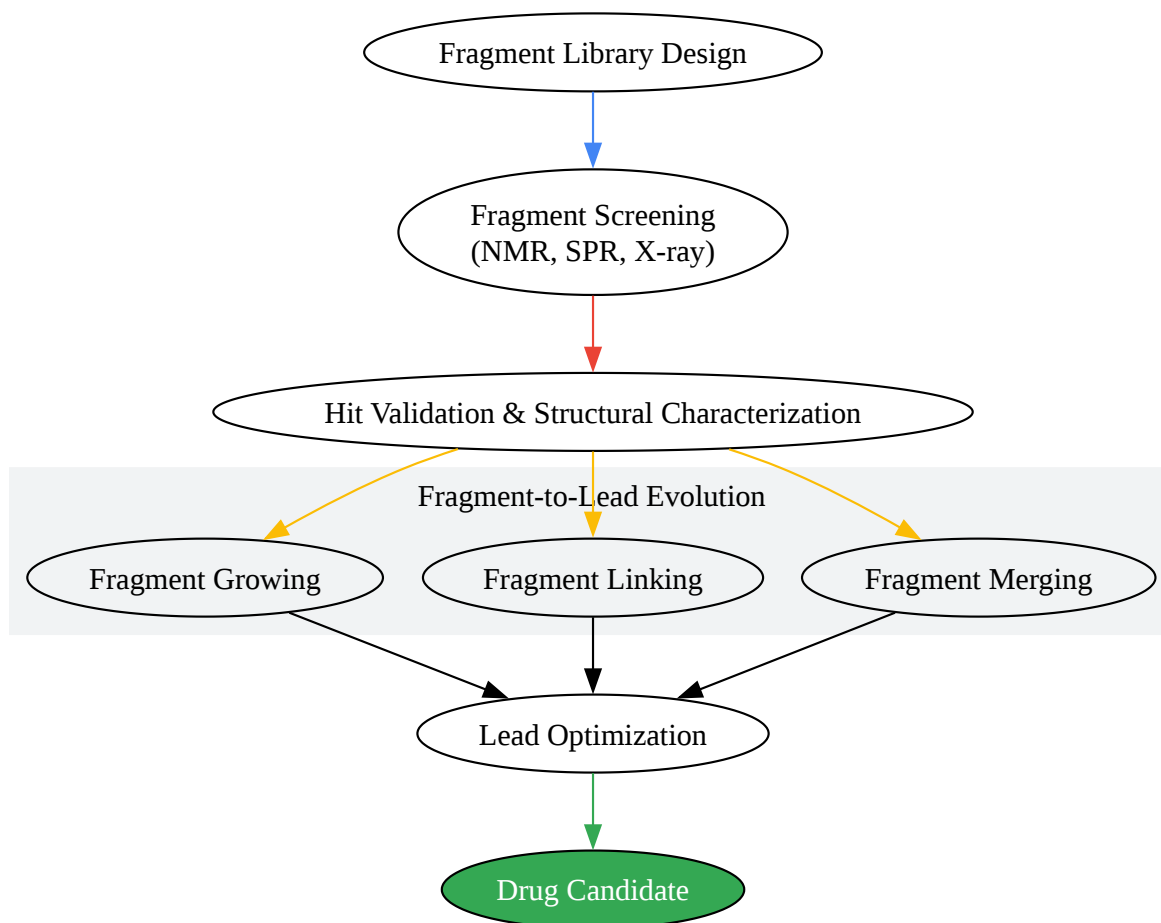 Fragment Library Design
Fragment Screening
(NMR, SPR, X-ray)
Hit Validation & Structural Characterization
Fragment-to-Lead Evolution
Fragment Growing
Fragment Linking
Fragment Merging
Lead Optimization
Drug Candidate